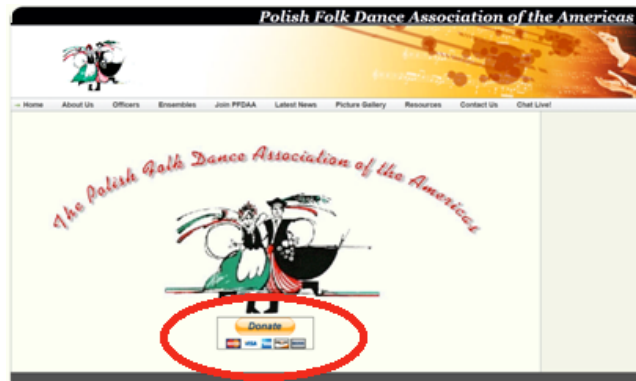 Polish Folk Dance Association of the Americas
Home About Us Officers Ensembles Join PFDAA Latest News Picture Gallery Resources Contact Us Chat Live!
The Polish Folk Dance Association of the Americas
Donate
VISA